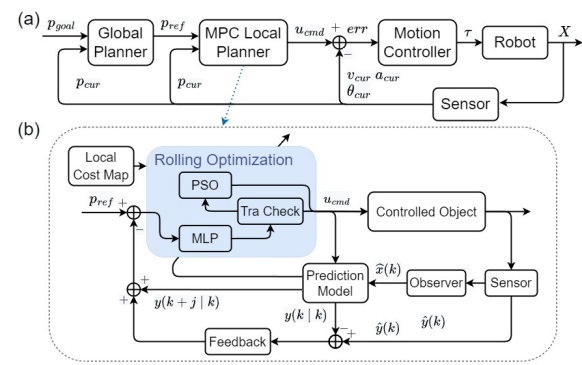 (a)
p_goal
Global
Planner
p_ref
MPC Local
Planner
u_cmd
+
err
−
Motion
Controller
τ
Robot
X
p_cur
p_cur
v_cur a_cur
θ_cur
Sensor
(b)
Local
Cost Map
Rolling Optimization
PSO
Tra Check
MLP
p_ref
+
−
u_cmd
Controlled Object
Prediction
Model
x̂(k)
Observer
Sensor
+
+
y(k + j | k)
y(k | k)
−
+
ŷ(k)
ŷ(k)
Feedback